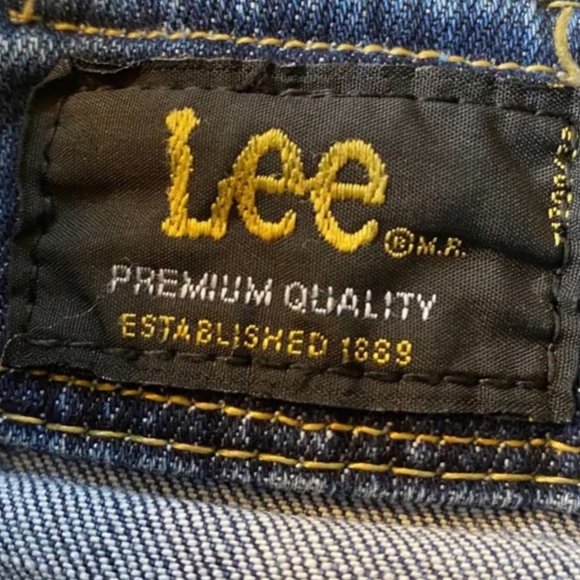 Lee ® M.R.
PREMIUM QUALITY
ESTABLISHED 1889